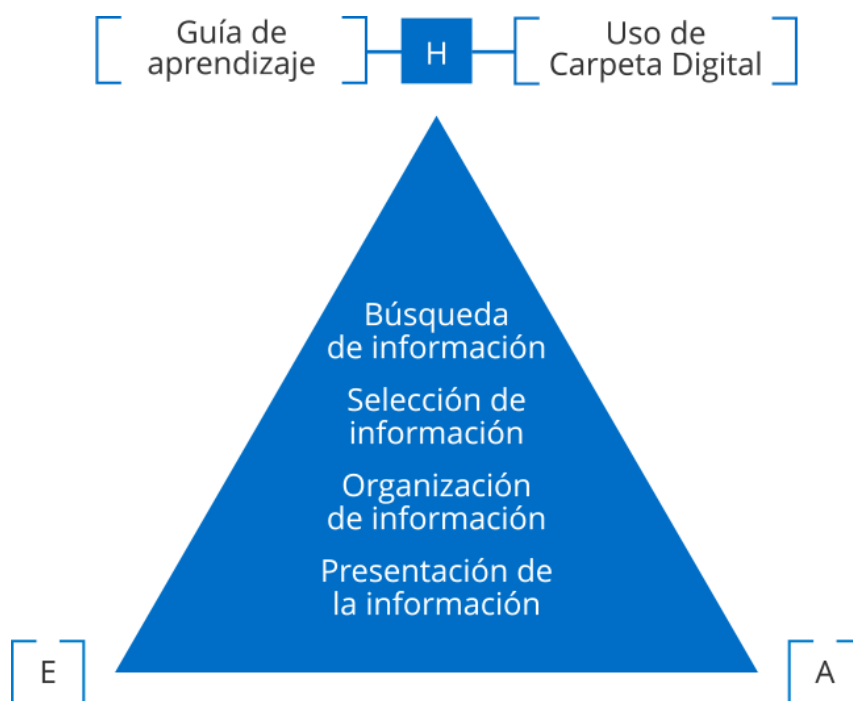 Guía de
aprendizaje
H
Uso de
Carpeta Digital
Búsqueda
de información
Selección de
información
Organización
de información
Presentación de
la información
E
A